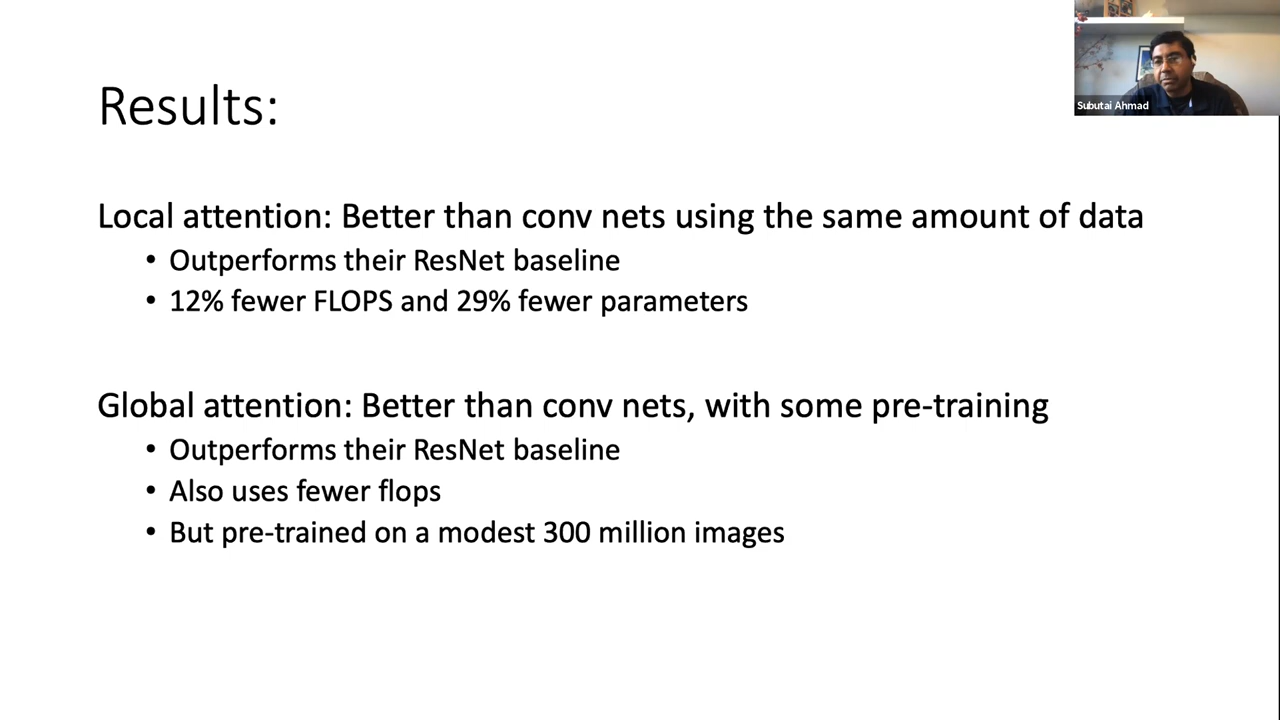 Subutai Ahmad
Results:
Local attention: Better than conv nets using the same amount of data
• Outperforms their ResNet baseline
• 12% fewer FLOPS and 29% fewer parameters
Global attention: Better than conv nets, with some pre-training
• Outperforms their ResNet baseline
• Also uses fewer flops
• But pre-trained on a modest 300 million images